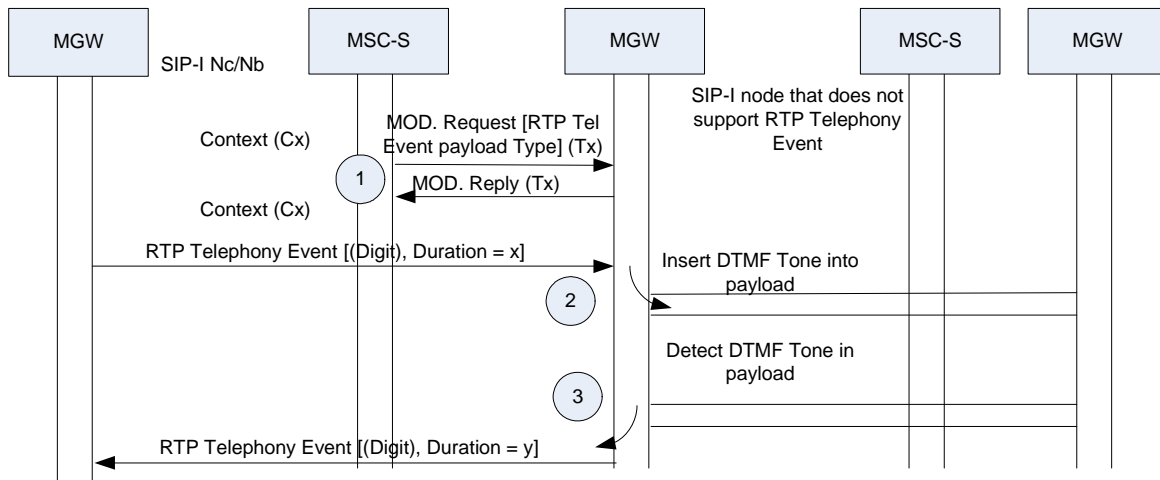 MGW
MSC-S
MGW
MSC-S
MGW
SIP-I Nc/Nb
SIP-I node that does not
support RTP Telephony
Event
Context (Cx)
MOD. Request [RTP Tel
Event payload Type] (Tx)
1
MOD. Reply (Tx)
Context (Cx)
RTP Telephony Event [(Digit), Duration = x]
Insert DTMF Tone into
payload
2
Detect DTMF Tone in
payload
3
RTP Telephony Event [(Digit), Duration = y]